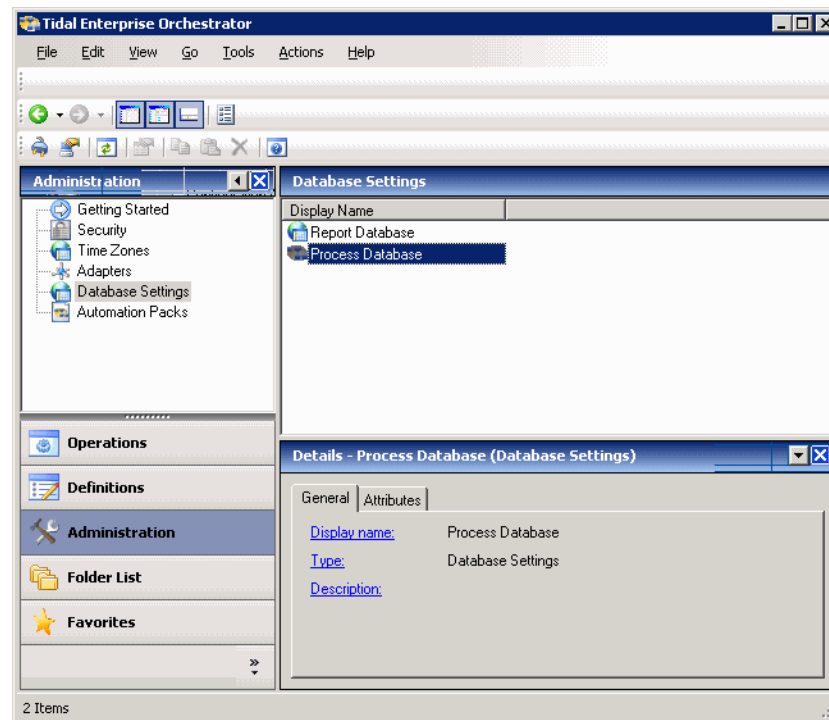 Tidal Enterprise Orchestrator
File Edit View Go Tools Actions Help
Administration
Getting Started
Security
Time Zones
Adapters
Database Settings
Automation Packs
Operations
Definitions
Administration
Folder List
Favorites
»
Database Settings
Display Name
Report Database
Process Database
Details - Process Database (Database Settings)
General Attributes
Display name: Process Database
Type: Database Settings
Description:
2 Items